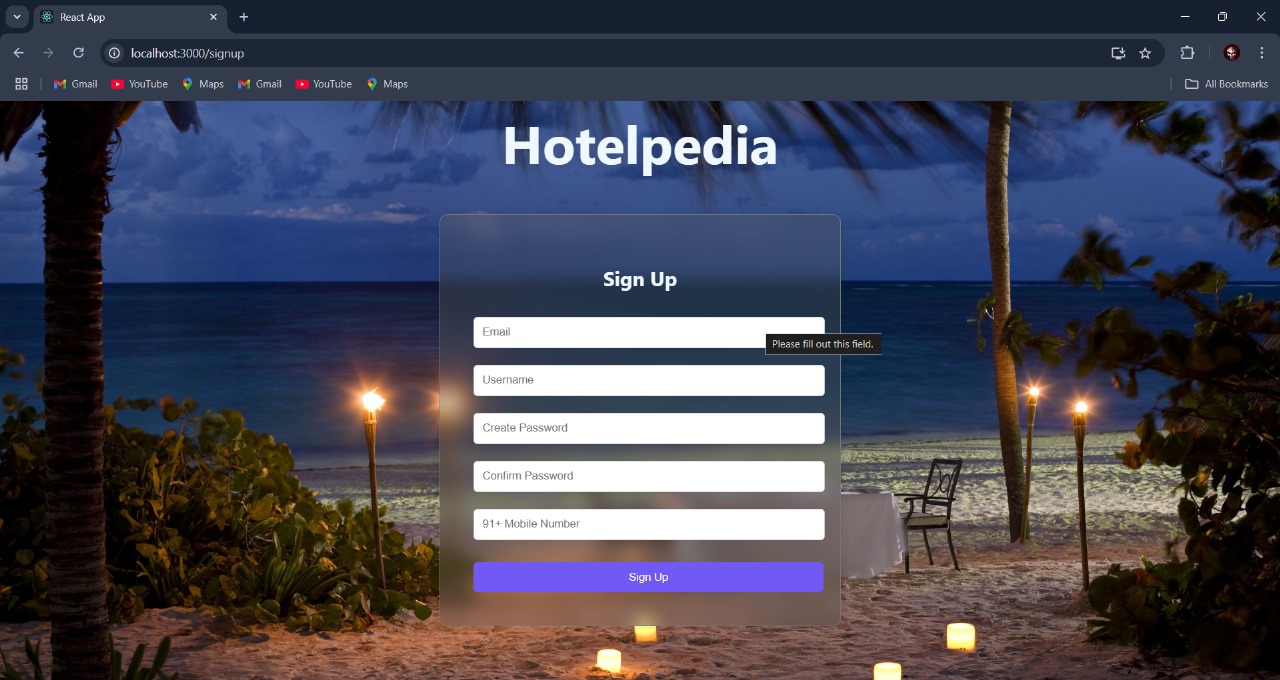 React App
localhost:3000/signup
Gmail YouTube Maps Gmail YouTube Maps All Bookmarks
Hotelpedia
Sign Up
Email
Please fill out this field.
Username
Create Password
Confirm Password
91+ Mobile Number
Sign Up